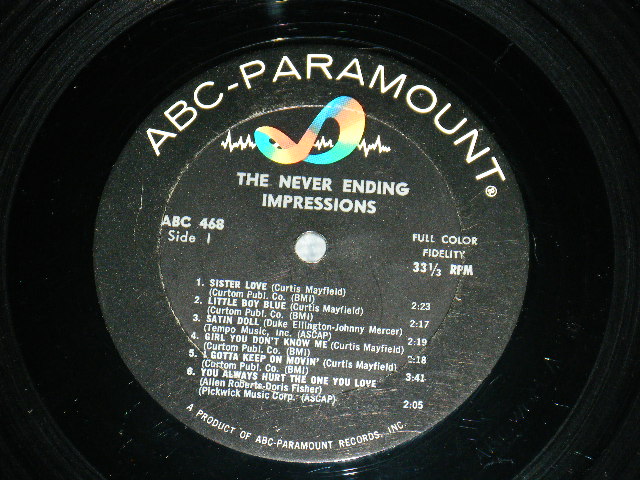 ABC-PARAMOUNT®
THE NEVER ENDING
IMPRESSIONS
ABC 468
Side 1
FULL COLOR
FIDELITY
33 1/3 RPM
1. SISTER LOVE (Curtis Mayfield)
(Curtom Publ. Co. (BMI) 2:23
2. LITTLE BOY BLUE (Curtis Mayfield)
(Curtom Publ. Co. (BMI) 2:17
3. SATIN DOLL (Duke Ellington-Johnny Mercer)
(Tempo Music, Inc. (ASCAP) 2:19
4. GIRL YOU DON'T KNOW ME (Curtis Mayfield)
(Curtom Publ. Co. (BMI) 2:18
5. I GOTTA KEEP ON MOVIN' (Curtis Mayfield)
(Curtom Publ. Co. (BMI) 3:41
6. YOU ALWAYS HURT THE ONE YOU LOVE
(Allen Roberts-Doris Fisher)
(Pickwick Music Corp. (ASCAP) 2:05
A PRODUCT OF ABC-PARAMOUNT RECORDS, INC.